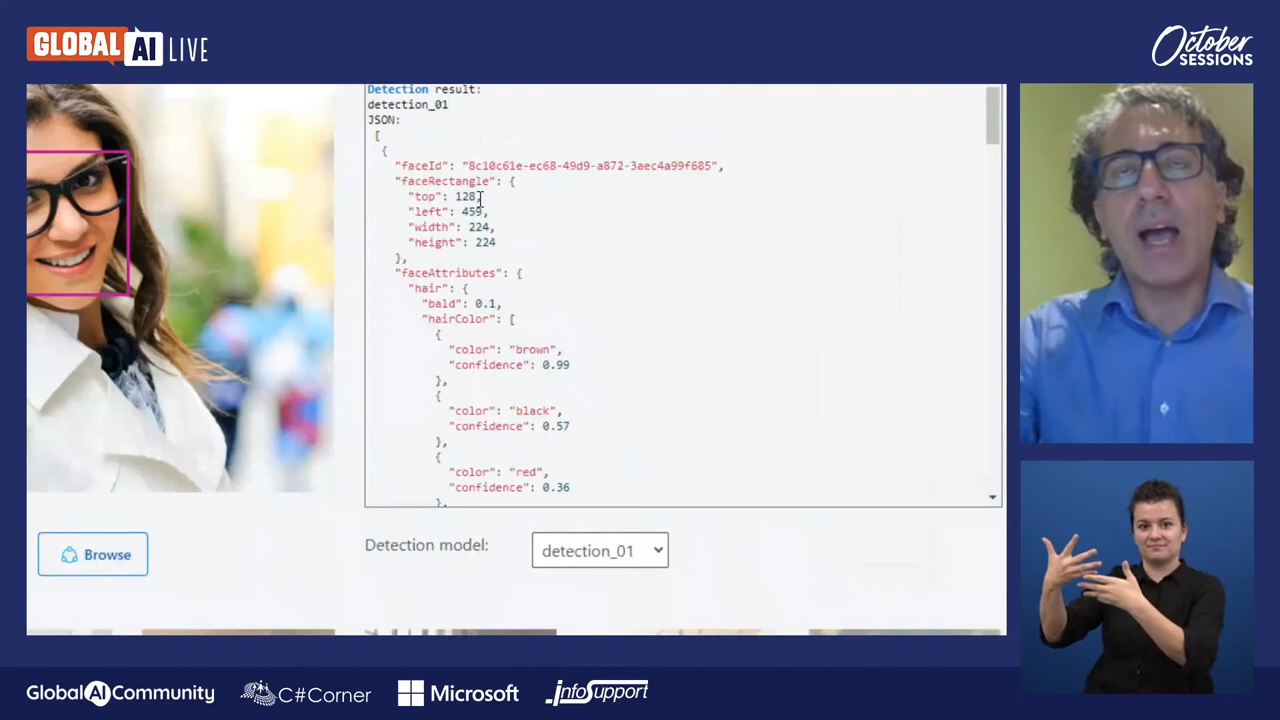 GLOBAL AI LIVE
October
SESSIONS
Detection result:
detection_01
JSON:
[
{
"faceId": "8c10c61e-ec68-49d9-a872-3aec4a99f685",
"faceRectangle": {
"top": 128,
"left": 459,
"width": 224,
"height": 224
},
"faceAttributes": {
"hair": {
"bald": 0.1,
"hairColor": [
{
"color": "brown",
"confidence": 0.99
},
{
"color": "black",
"confidence": 0.57
},
{
"color": "red",
"confidence": 0.36
},
Browse
Detection model:
detection_01
Global AI Community
C#Corner
Microsoft
infoSupport